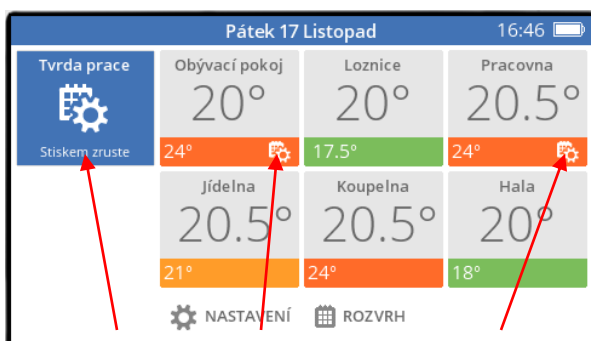 Pátek 17 Listopad 16:46
Tvrda prace
Stiskem zruste
Obývací pokoj
20°
24°
Loznice
20°
17.5°
Pracovna
20.5°
24°
Jídelna
20.5°
21°
Koupelna
20.5°
24°
Hala
20°
18°
NASTAVENÍ
ROZVRH